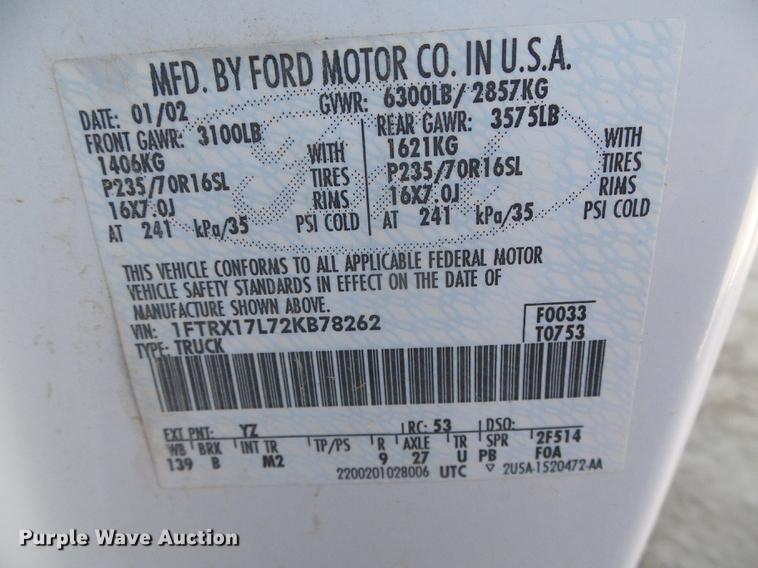 MFD. BY FORD MOTOR CO. IN U.S.A.
DATE: 01/02 GVWR: 6300LB/ 2857KG
FRONT GAWR: 3100LB REAR GAWR: 3575LB
1406KG WITH 1621KG WITH
P235/70R16SL TIRES P235/70R16SL TIRES
16X7.0J RIMS 16X7.0J RIMS
AT 241 kPa/35 PSI COLD AT 241 kPa/35 PSI COLD
THIS VEHICLE CONFORMS TO ALL APPLICABLE FEDERAL MOTOR
VEHICLE SAFETY STANDARDS IN EFFECT ON THE DATE OF
MANUFACTURE SHOWN ABOVE.
VIN: 1FTRX17L72KB78262 F0033
TYPE: TRUCK T0753
EXT PNT: YZ RC: 53 DSO:
WB BRK INT TR TP/PS R AXLE TR SPR 2F514
139 B M2 9 27 U PB F0A
2200201028006 UTC ▽ 2U5A-1520472-AA
Purple Wave Auction